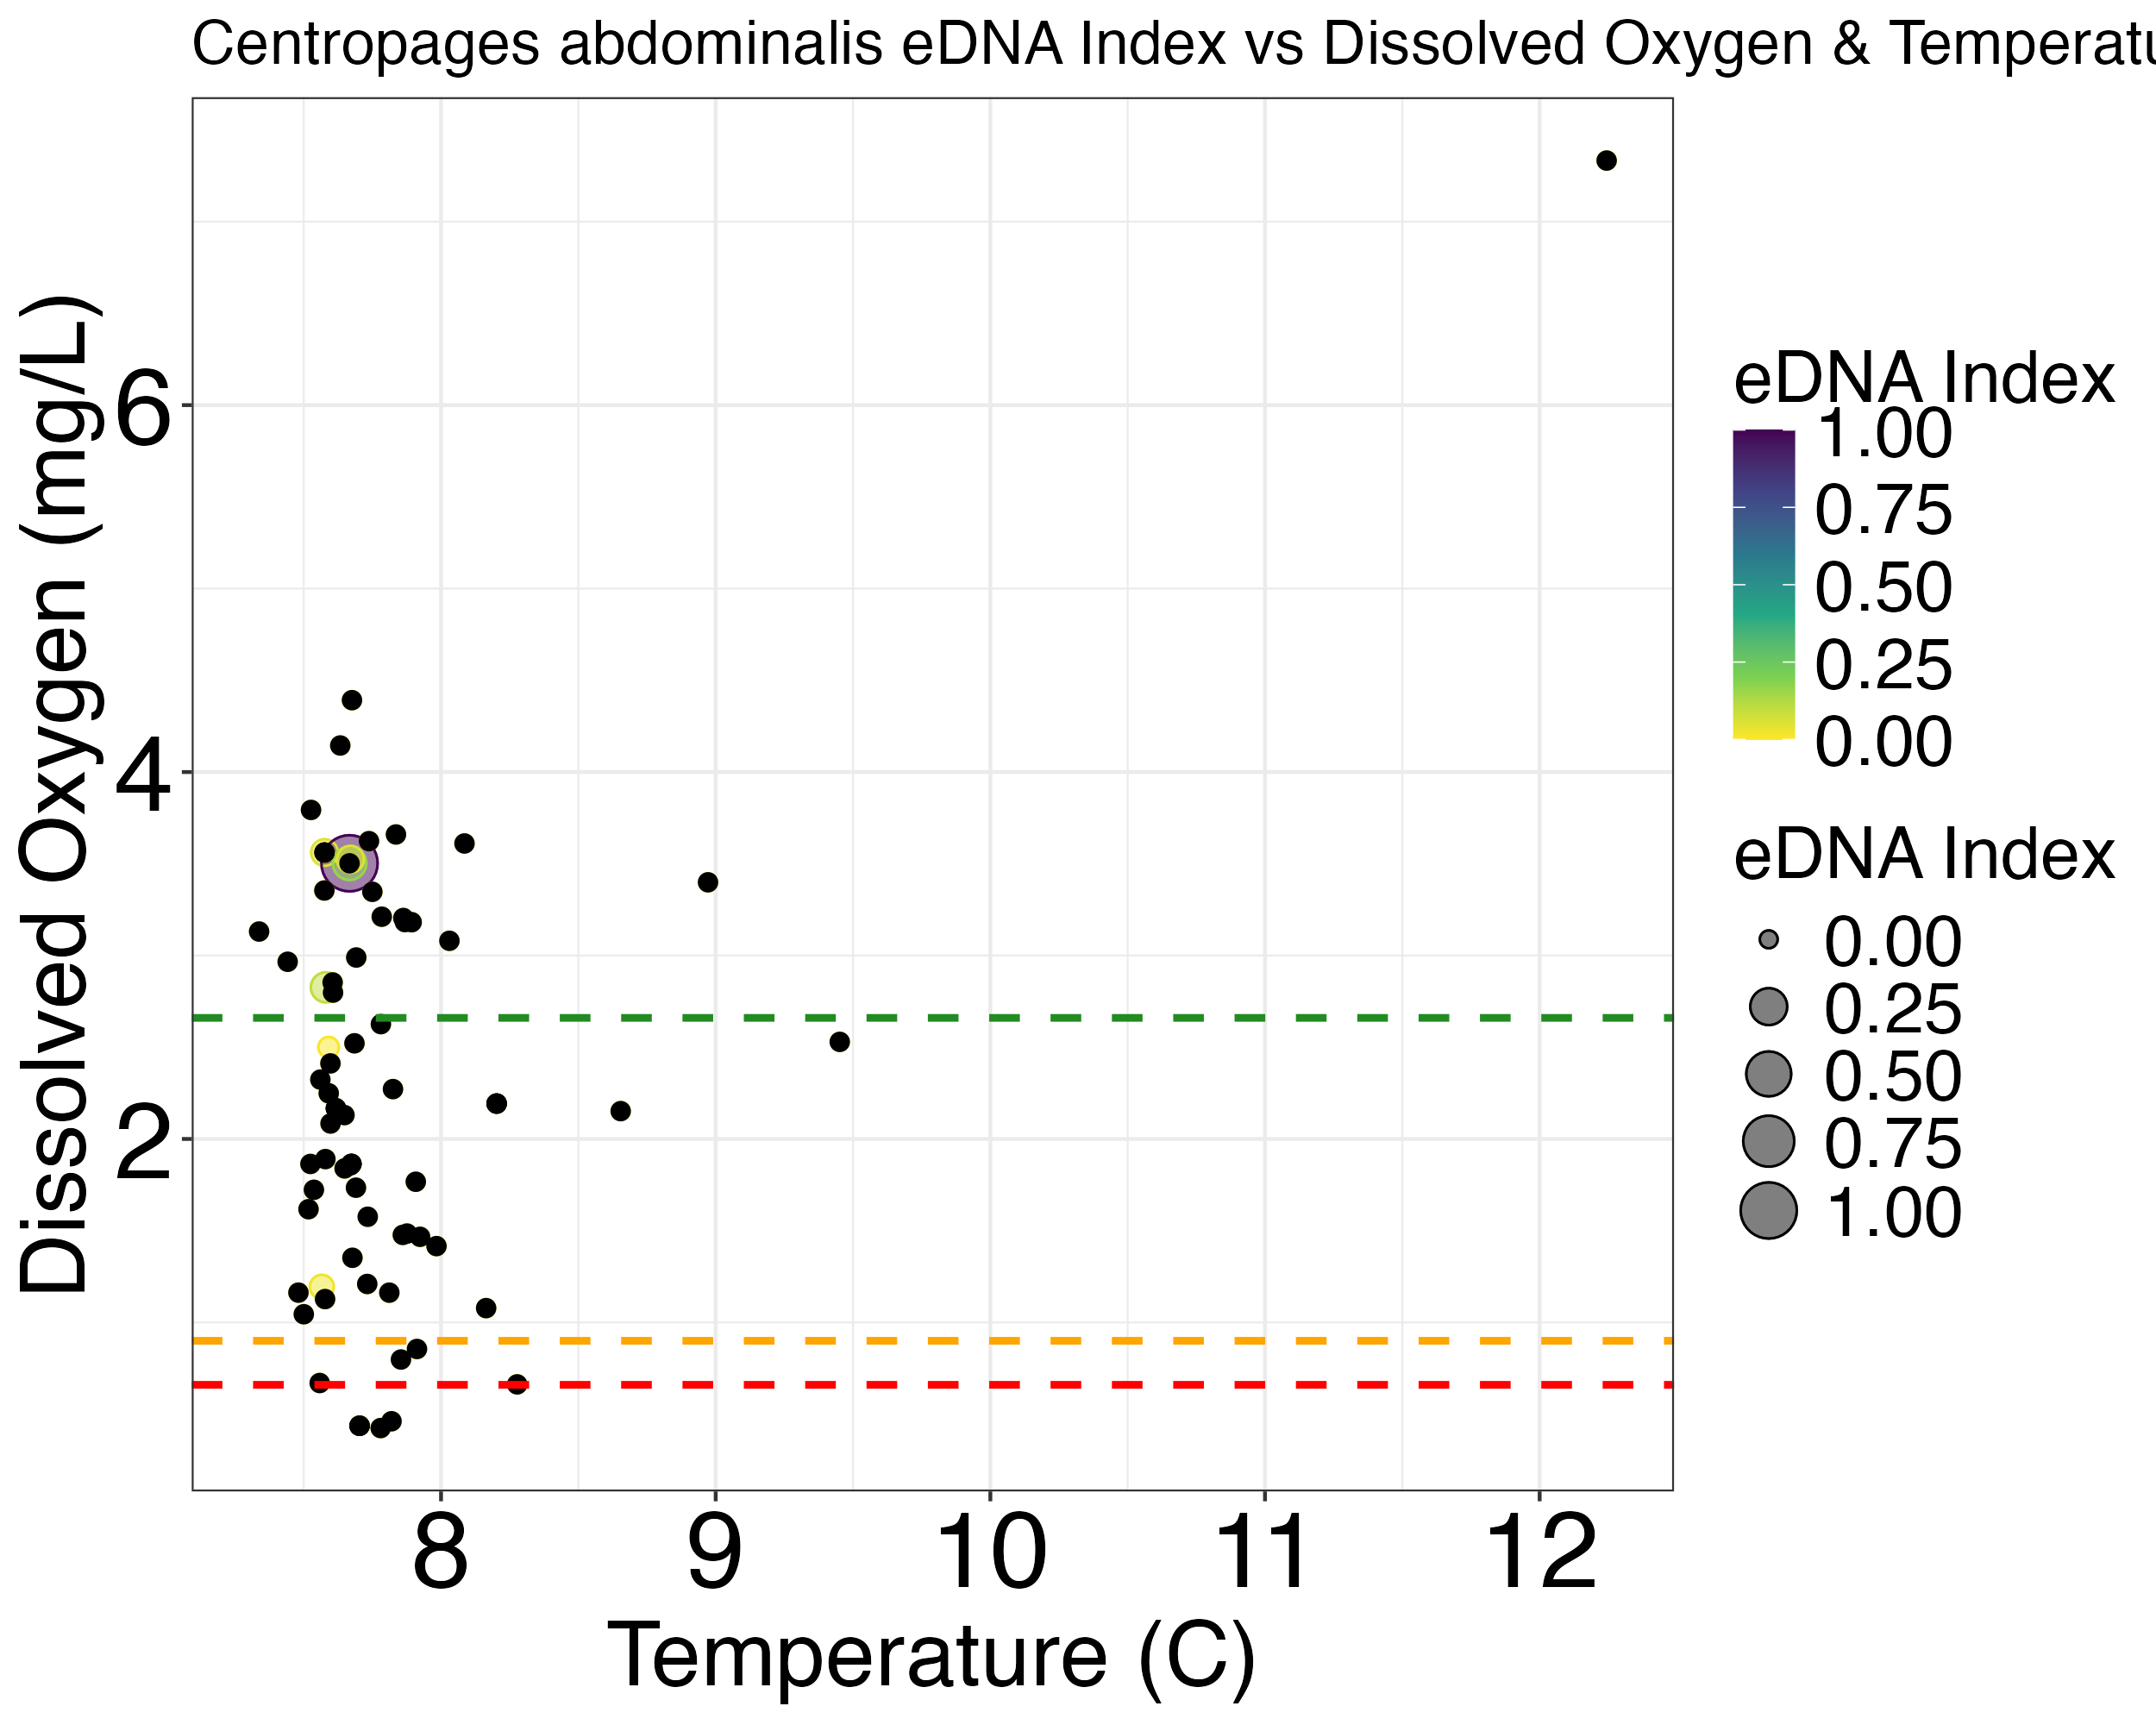 Centropages abdominalis eDNA Index vs Dissolved Oxygen & Temperatu
Dissolved Oxygen (mg/L)
6
4
2
8 9 10 11 12
Temperature (C)
eDNA Index
1.00
0.75
0.50
0.25
0.00
eDNA Index
0.00
0.25
0.50
0.75
1.00